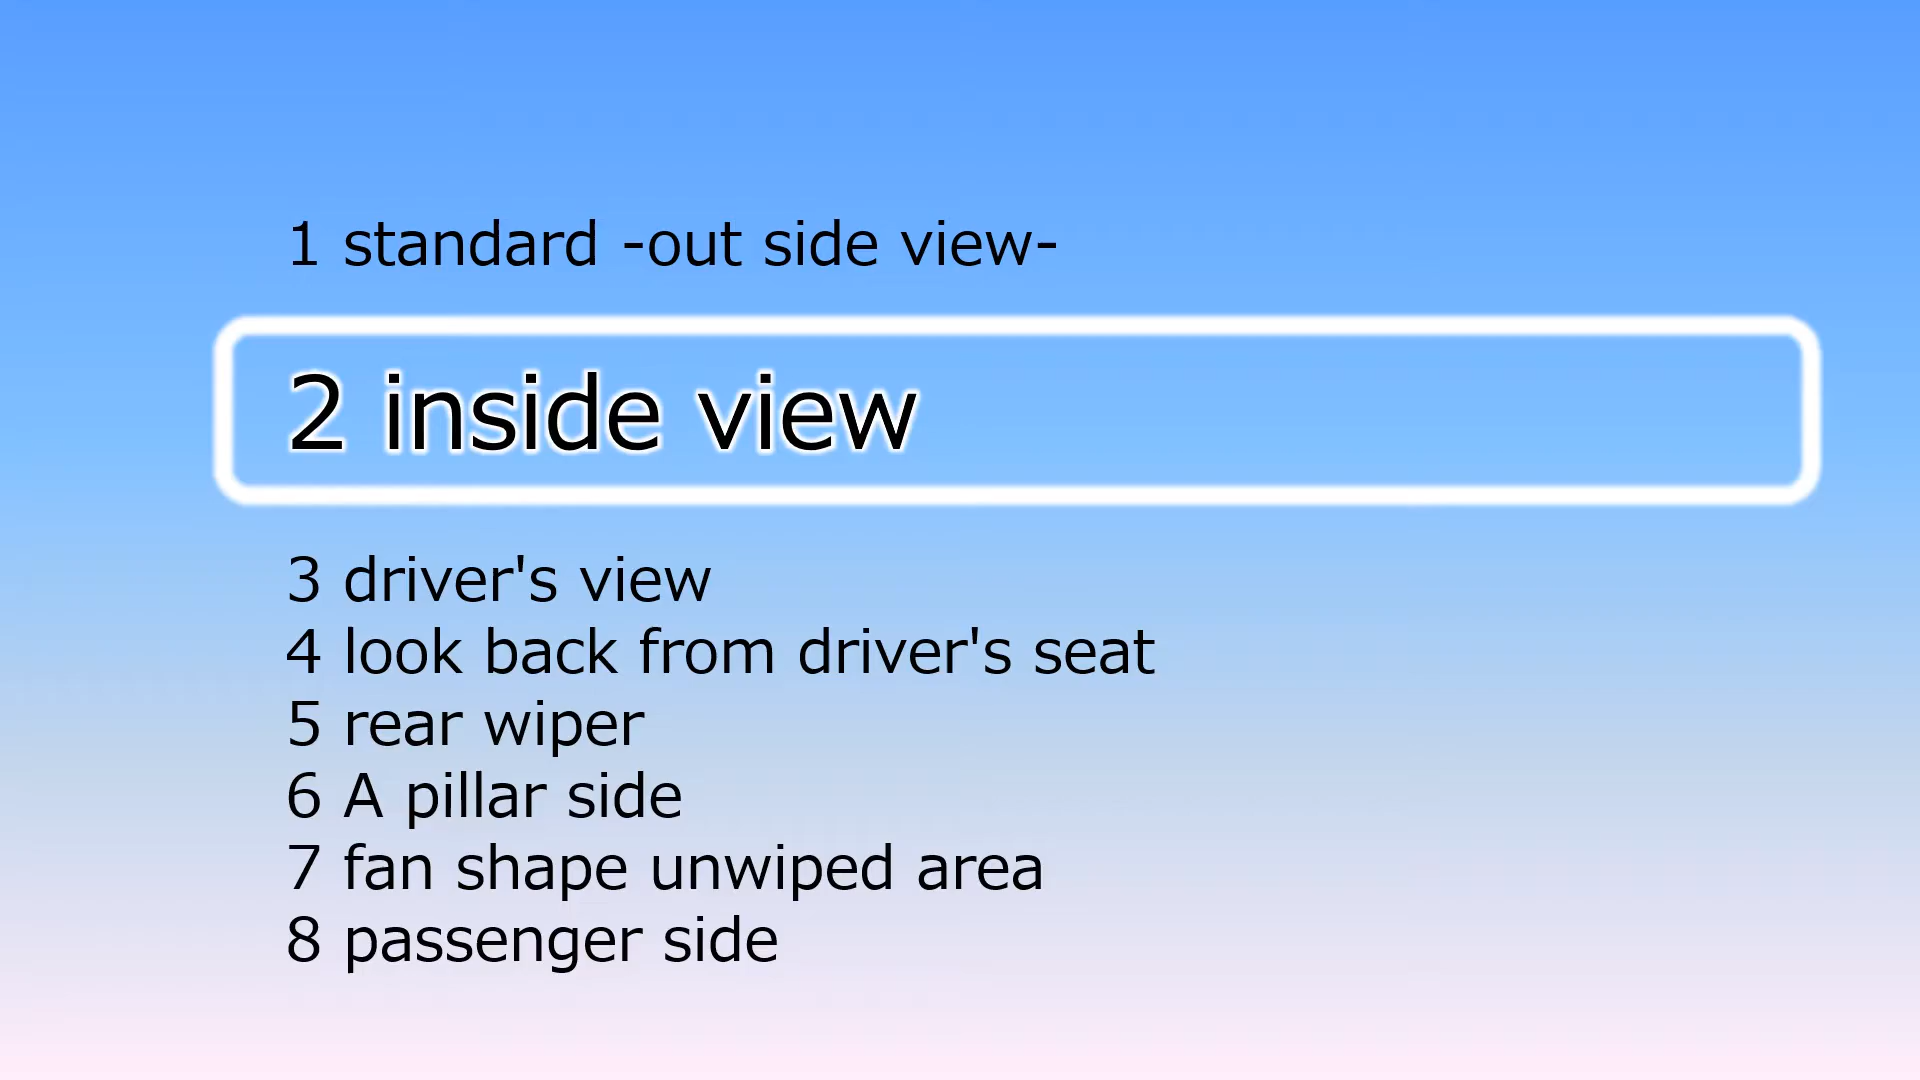 1 standard -out side view-
2 inside view
3 driver's view
4 look back from driver's seat
5 rear wiper
6 A pillar side
7 fan shape unwiped area
8 passenger side